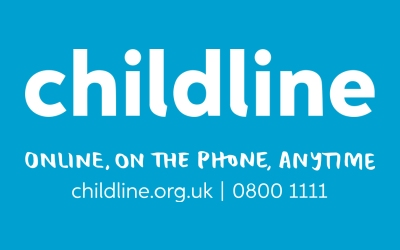 childline
ONLINE, ON THE PHONE, ANYTIME
childline.org.uk | 0800 1111